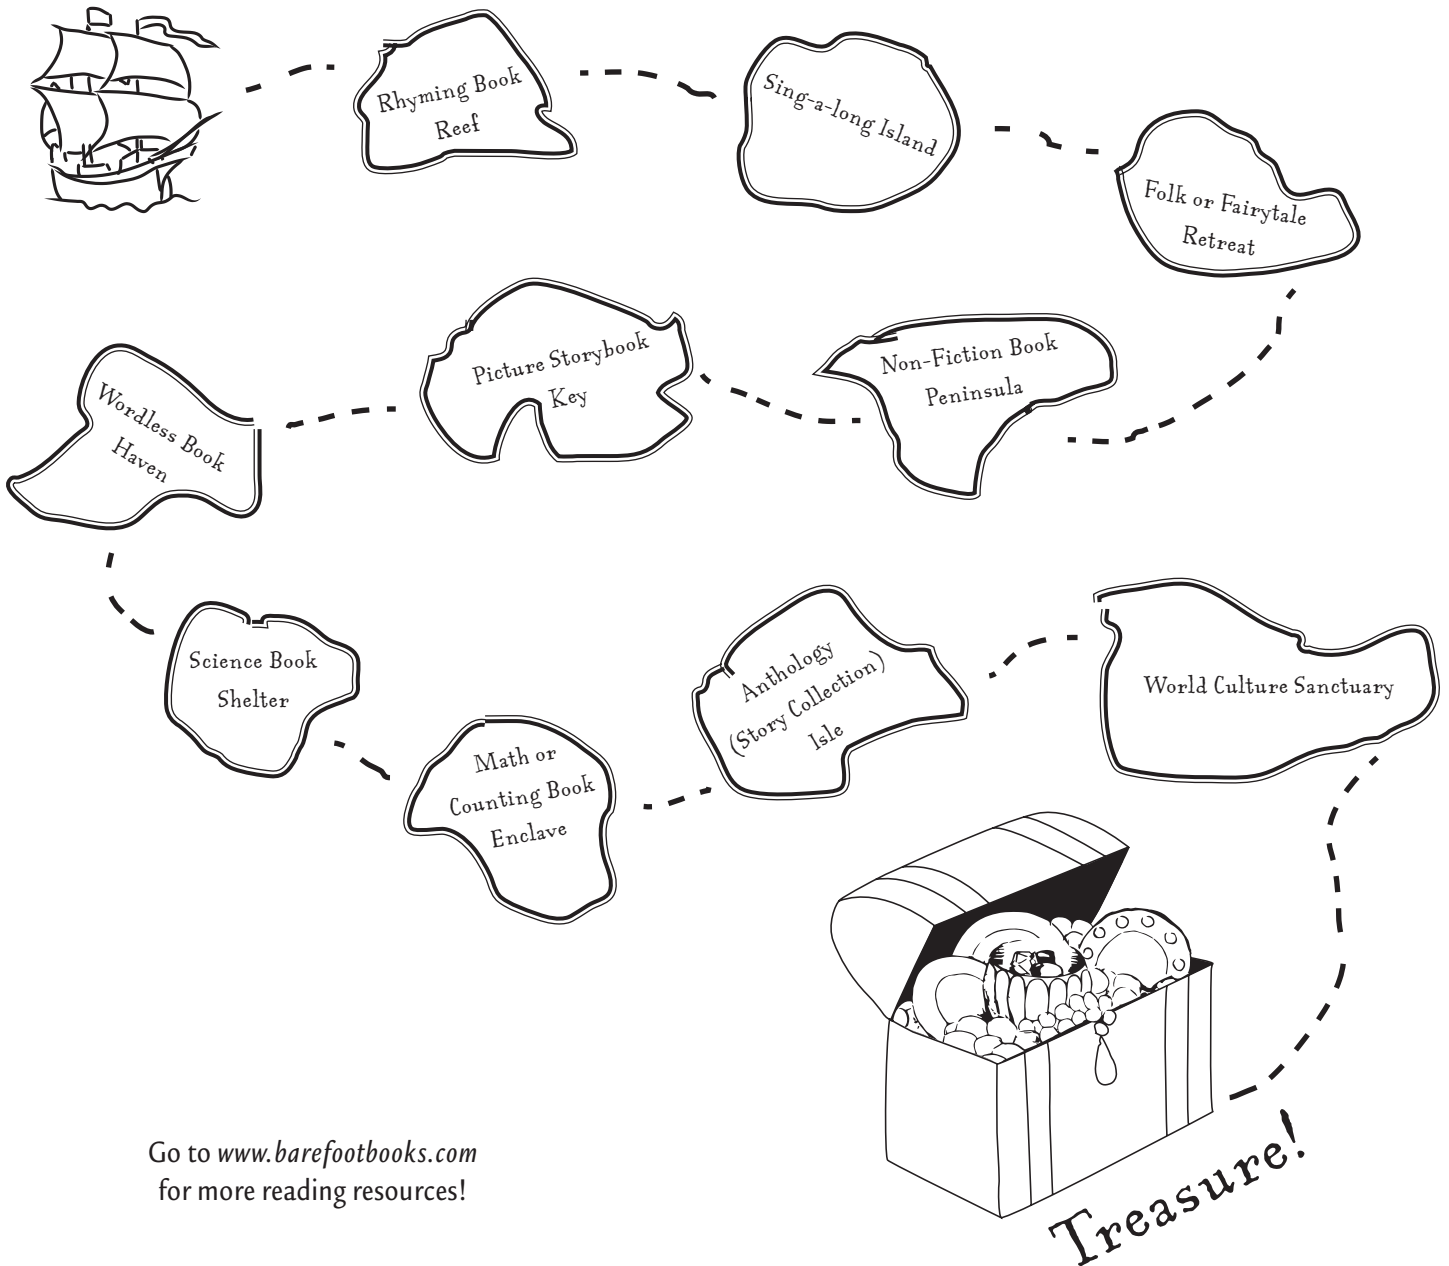 Rhyming Book
Reef
Sing-a-long Island
Folk or Fairytale
Retreat
Non-Fiction Book
Peninsula
Picture Storybook
Key
Wordless Book
Haven
Science Book
Shelter
Math or
Counting Book
Enclave
Anthology
(Story Collection)
Isle
World Culture Sanctuary
Treasure!
Go to www.barefootbooks.com
for more reading resources!